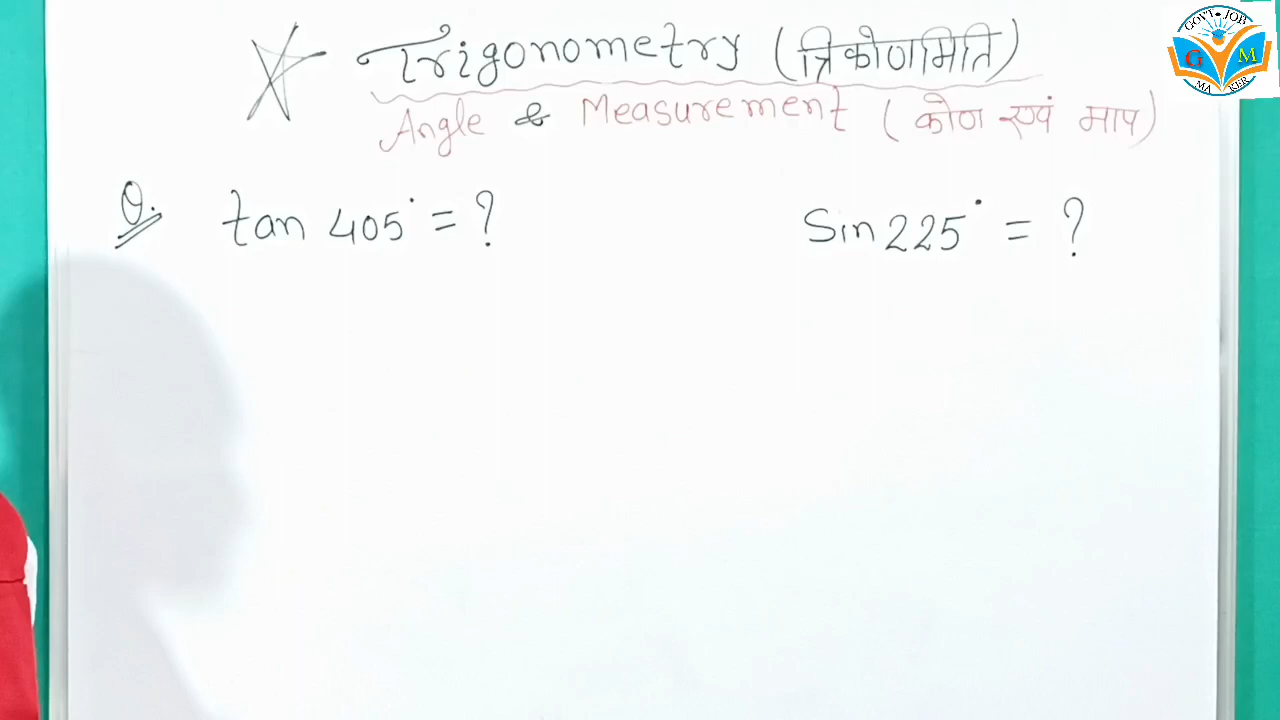 Trigonometry (त्रिकोणमिति)
Angle & Measurement (कोण एवं माप)
Q. tan 405° = ? Sin 225° = ?
GOVT. JOB
G M
MAKER